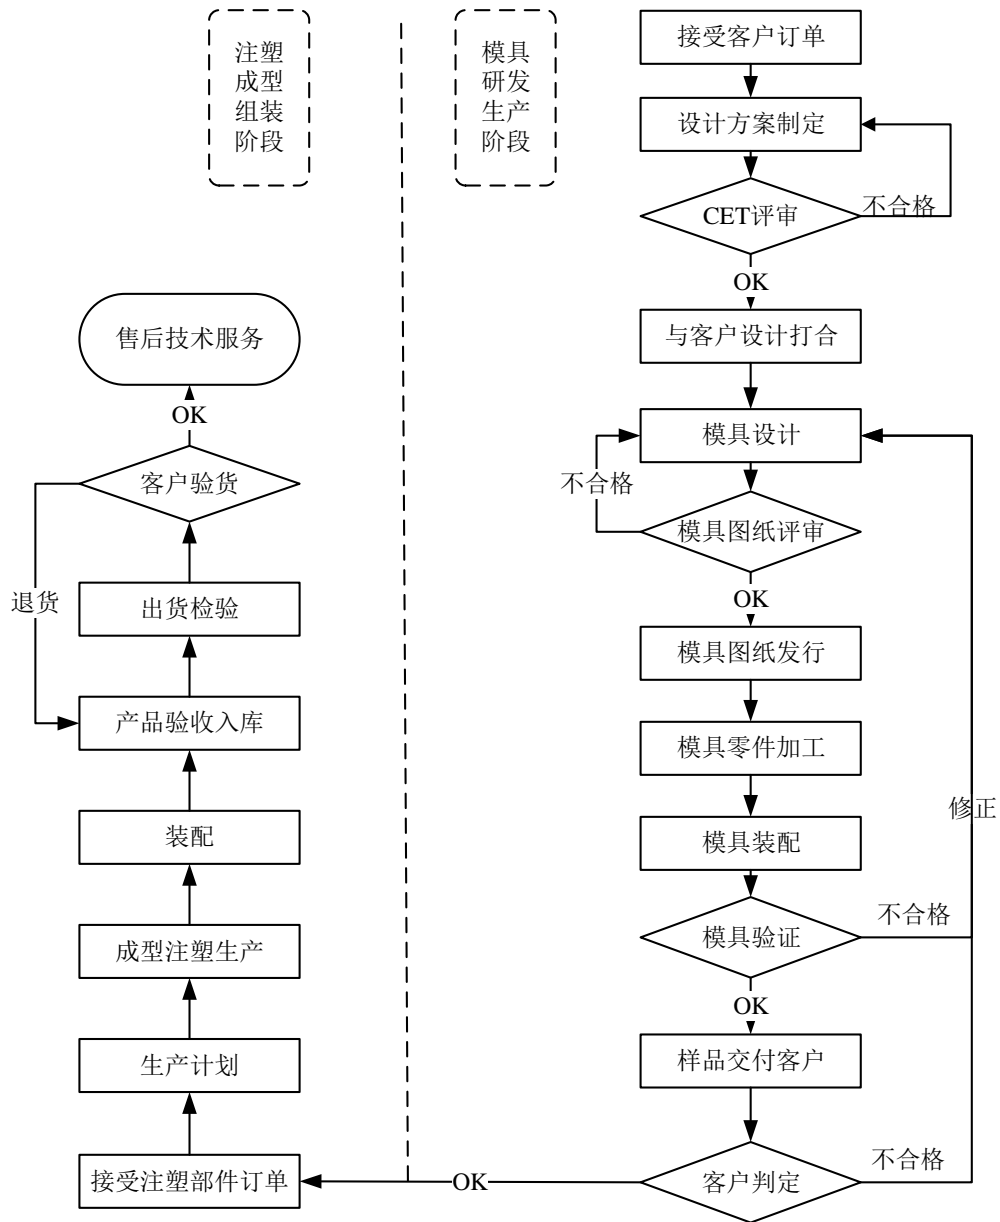 注塑
成型
组装
阶段
模具
研发
生产
阶段
接受客户订单
设计方案制定
CET评审
不合格
OK
与客户设计打合
模具设计
不合格
模具图纸评审
OK
模具图纸发行
模具零件加工
模具装配
修正
模具验证
不合格
OK
样品交付客户
客户判定
不合格
OK
接受注塑部件订单
生产计划
成型注塑生产
装配
产品验收入库
出货检验
退货
客户验货
OK
售后技术服务